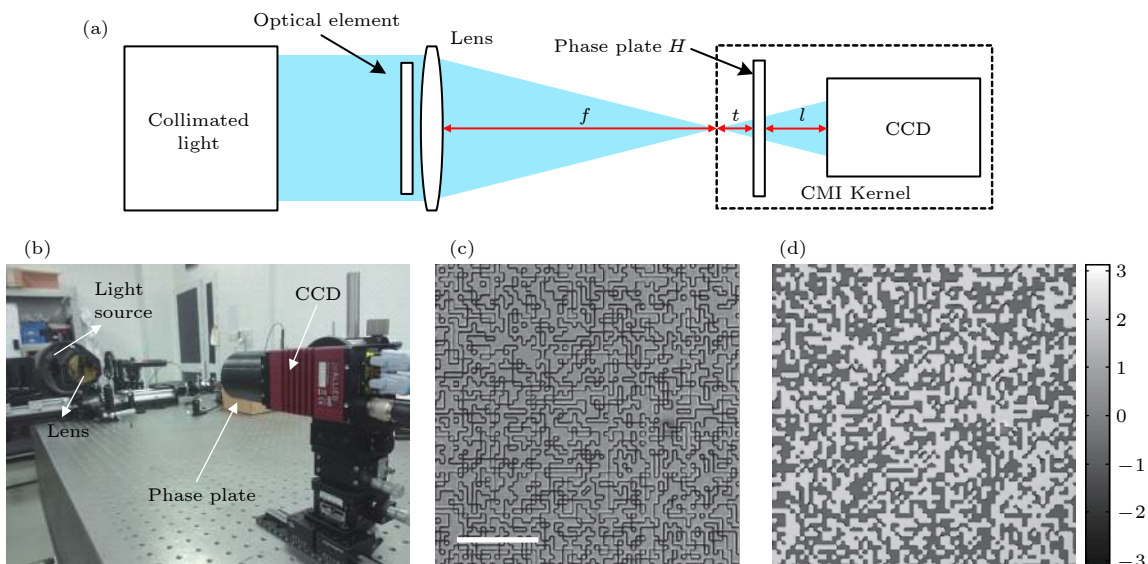 (a)
Optical element
Lens
Phase plate H
Collimated
light
f
t
l
CCD
CMI Kernel
(b)
Light
source
CCD
Lens
Phase plate
(c)
(d)
3
2
1
0
−1
−2
−3